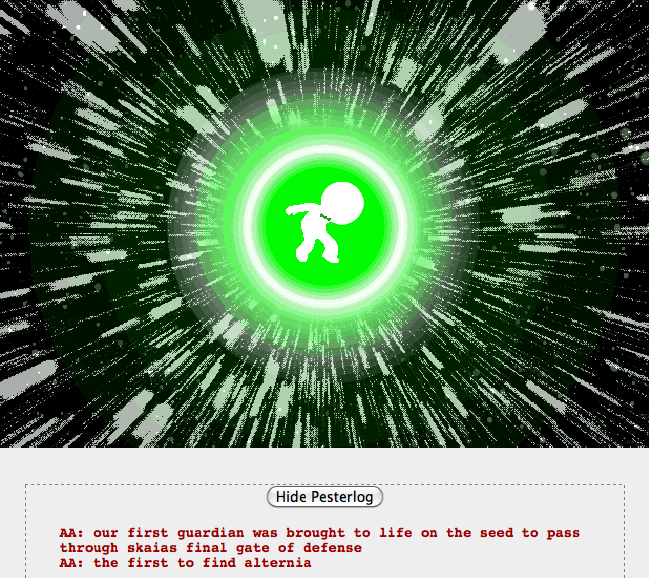 Hide Pesterlog
AA: our first guardian was brought to life on the seed to pass
through skaias final gate of defense
AA: the first to find alternia